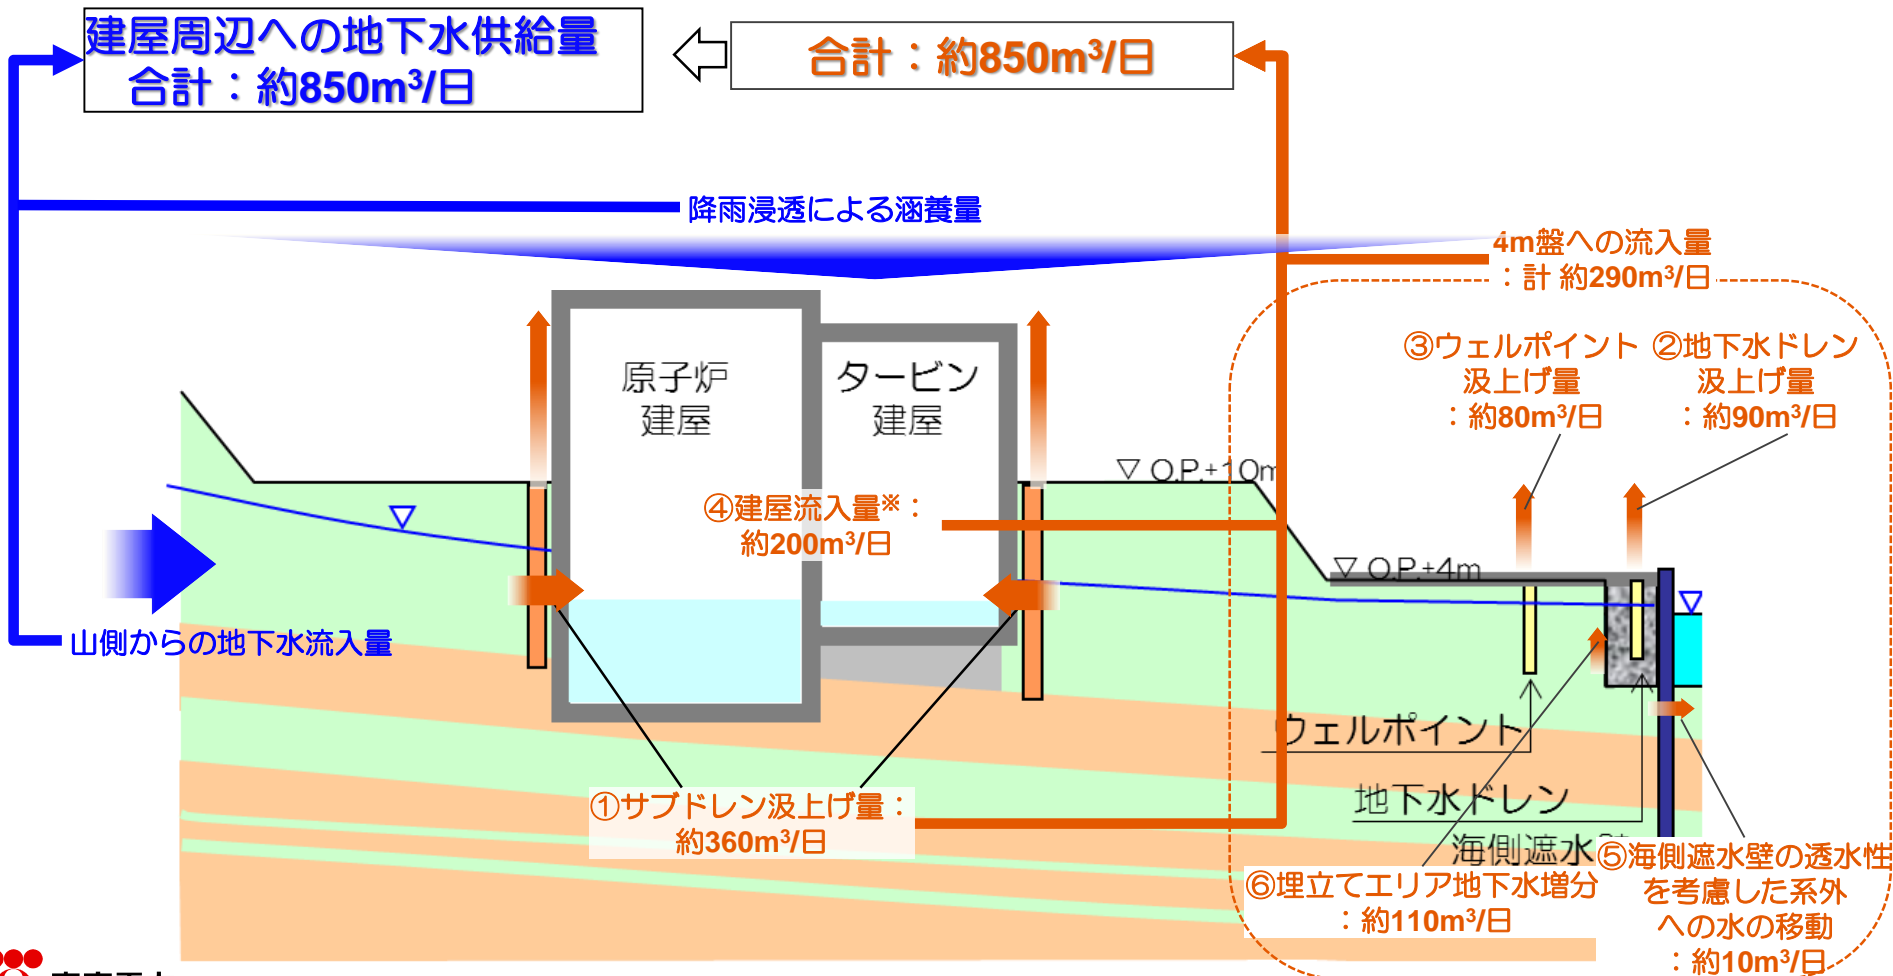 建屋周辺への地下水供給量
合計：約850m³/日
合計：約850m³/日
降雨浸透による涵養量
4m盤への流入量
：計 約290m³/日
③ウェルポイント
汲上げ量
：約80m³/日
②地下水ドレン
汲上げ量
：約90m³/日
原子炉
建屋
タービン
建屋
▽ O.P.+10m
④建屋流入量※：
約200m³/日
▽ O.P.+4m
山側からの地下水流入量
ウェルポイント
地下水ドレン
海側遮水
①サブドレン汲上げ量：
約360m³/日
⑤海側遮水壁の透水性
を考慮した系外
への水の移動
：約10m³/日
⑥埋立てエリア地下水増分
：約110m³/日